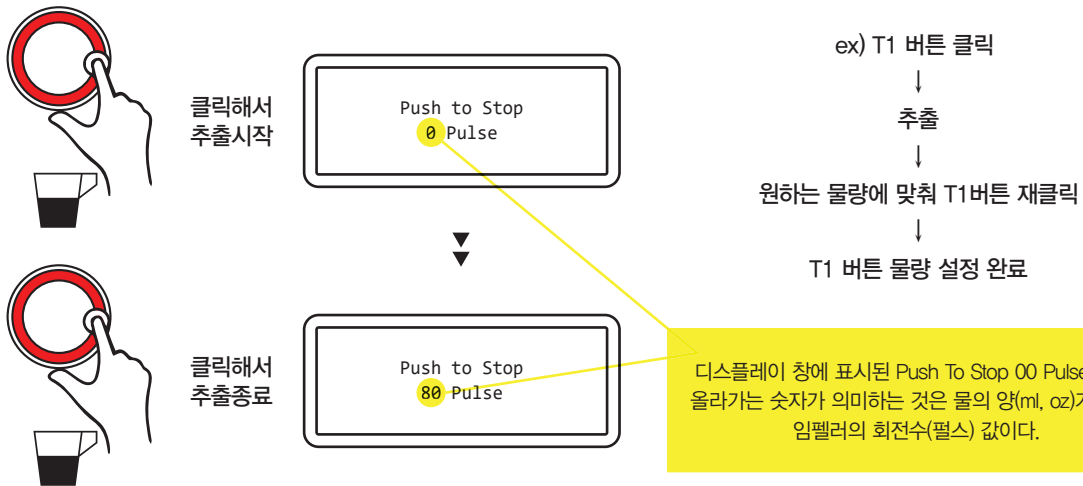 클릭해서
추출시작
Push to Stop
0 Pulse
클릭해서
추출종료
Push to Stop
80 Pulse
ex) T1 버튼 클릭
↓
추출
↓
원하는 물량에 맞춰 T1버튼 재클릭
↓
T1 버튼 물량 설정 완료
디스플레이 창에 표시된 Push To Stop 00 Pulse
올라가는 숫자가 의미하는 것은 물의 양(ml, oz)
임펠러의 회전수(펄스) 값이다.